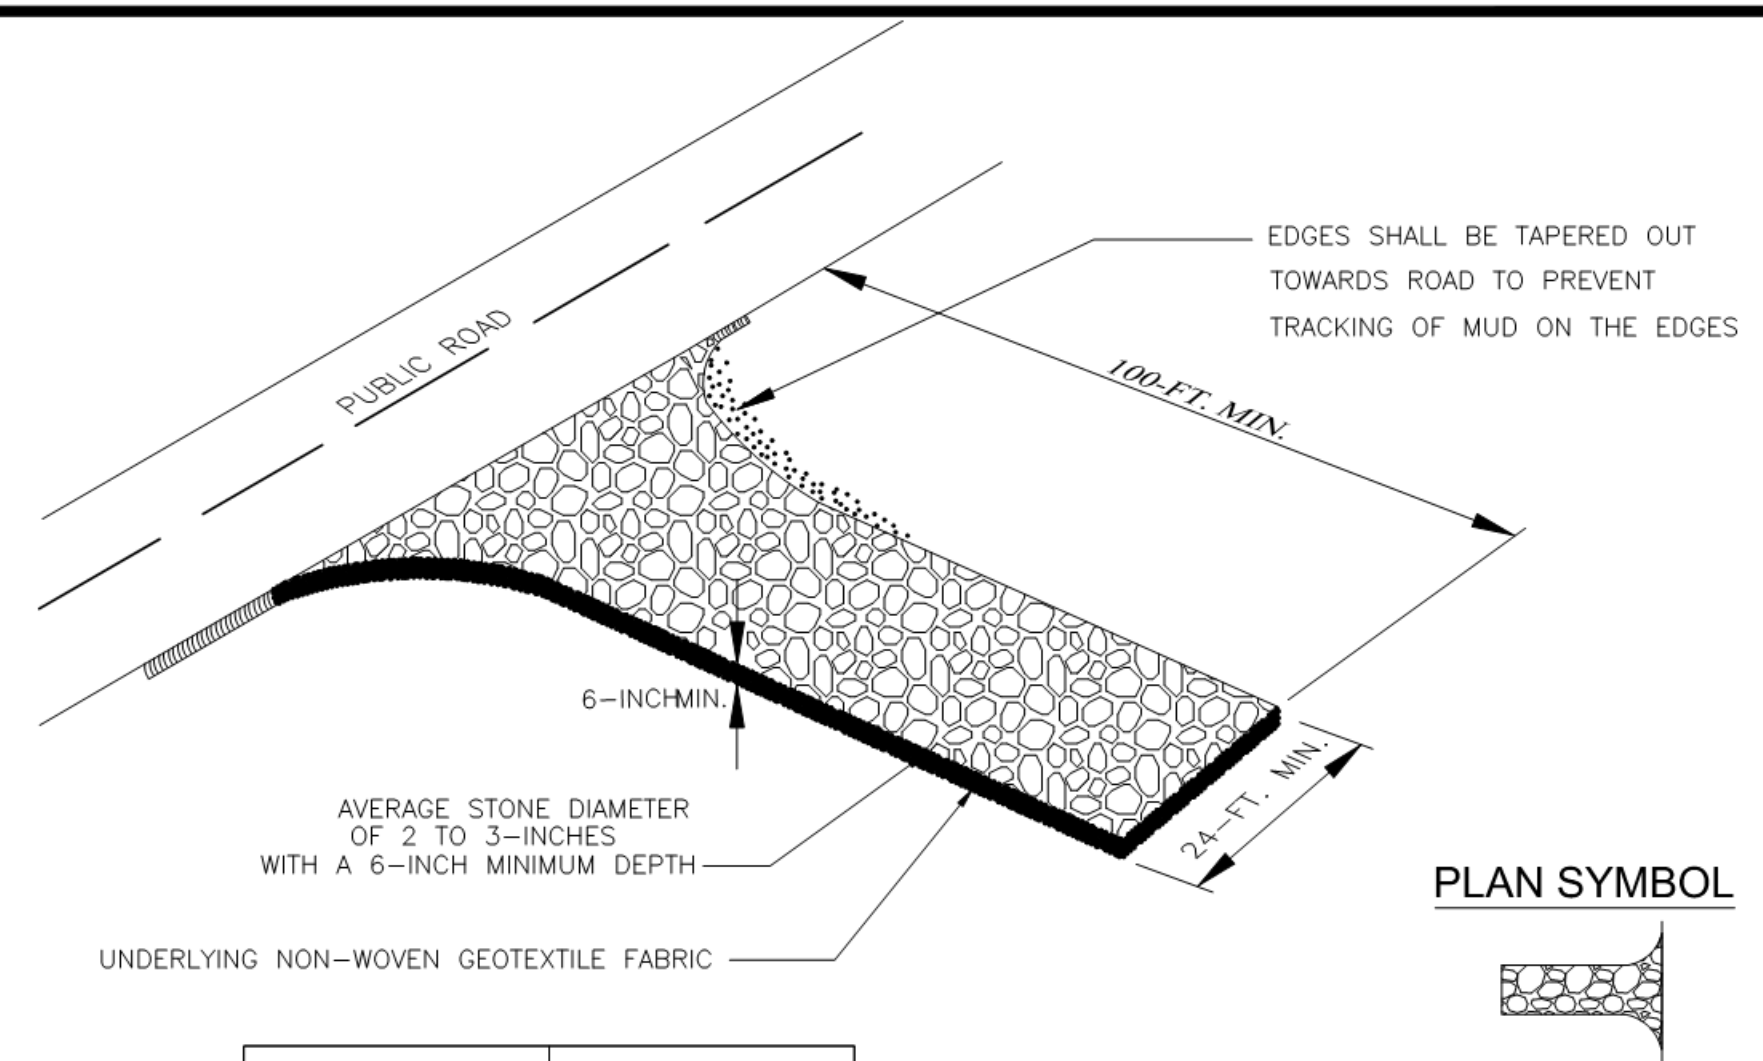 EDGES SHALL BE TAPERED OUT
TOWARDS ROAD TO PREVENT
TRACKING OF MUD ON THE EDGES
PUBLIC ROAD
100-FT. MIN.
6-INCH MIN.
24-FT. MIN.
AVERAGE STONE DIAMETER
OF 2 TO 3-INCHES
WITH A 6-INCH MINIMUM DEPTH
UNDERLYING NON-WOVEN GEOTEXTILE FABRIC
PLAN SYMBOL